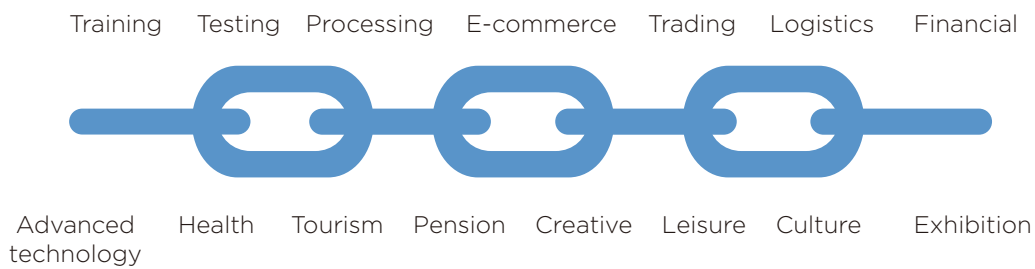 Training Testing Processing E-commerce Trading Logistics Financial
Advanced technology Health Tourism Pension Creative Leisure Culture Exhibition